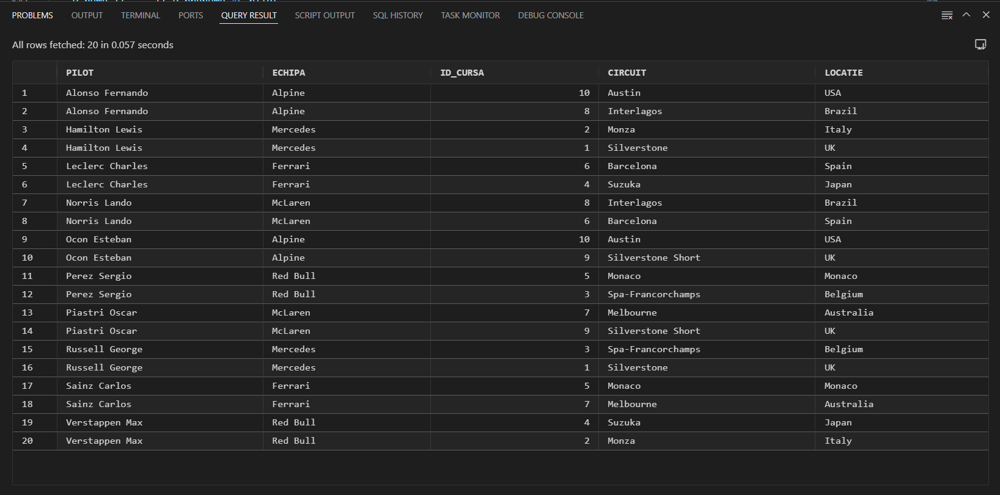 PROBLEMS OUTPUT TERMINAL PORTS QUERY RESULT SCRIPT OUTPUT SQL HISTORY TASK MONITOR DEBUG CONSOLE
All rows fetched: 20 in 0.057 seconds
PILOT ECHIPA ID_CURSA CIRCUIT LOCATIE
1 Alonso Fernando Alpine 10 Austin USA
2 Alonso Fernando Alpine 8 Interlagos Brazil
3 Hamilton Lewis Mercedes 2 Monza Italy
4 Hamilton Lewis Mercedes 1 Silverstone UK
5 Leclerc Charles Ferrari 6 Barcelona Spain
6 Leclerc Charles Ferrari 4 Suzuka Japan
7 Norris Lando McLaren 8 Interlagos Brazil
8 Norris Lando McLaren 6 Barcelona Spain
9 Ocon Esteban Alpine 10 Austin USA
10 Ocon Esteban Alpine 9 Silverstone Short UK
11 Perez Sergio Red Bull 5 Monaco Monaco
12 Perez Sergio Red Bull 3 Spa-Francorchamps Belgium
13 Piastri Oscar McLaren 7 Melbourne Australia
14 Piastri Oscar McLaren 9 Silverstone Short UK
15 Russell George Mercedes 3 Spa-Francorchamps Belgium
16 Russell George Mercedes 1 Silverstone UK
17 Sainz Carlos Ferrari 5 Monaco Monaco
18 Sainz Carlos Ferrari 7 Melbourne Australia
19 Verstappen Max Red Bull 4 Suzuka Japan
20 Verstappen Max Red Bull 2 Monza Italy